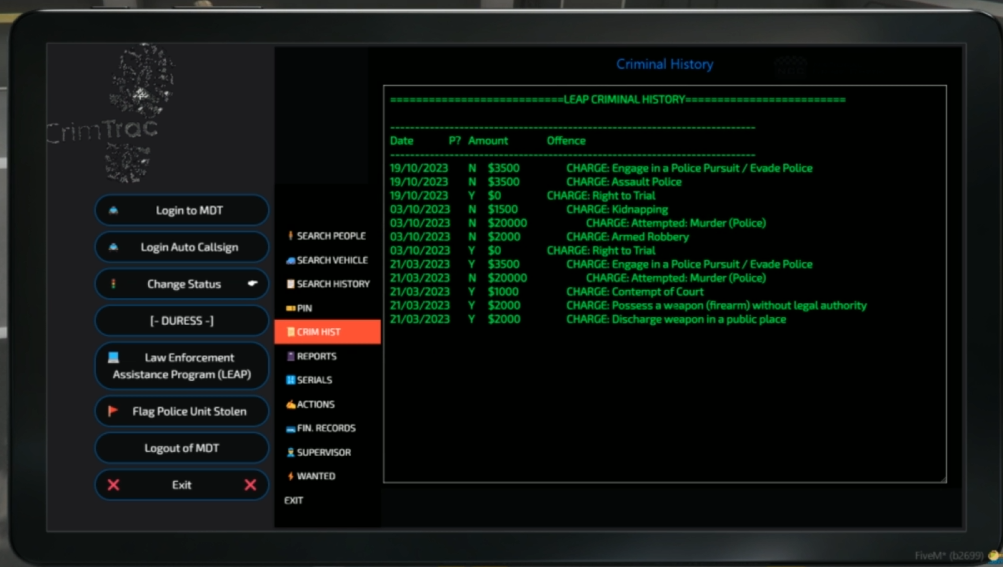 CrimTrac
Login to MDT
Login Auto Callsign
Change Status
[- DURESS -]
Law Enforcement
Assistance Program (LEAP)
Flag Police Unit Stolen
Logout of MDT
Exit
SEARCH PEOPLE
SEARCH VEHICLE
SEARCH HISTORY
PIN
CRIM HIST
REPORTS
SERIALS
ACTIONS
FIN. RECORDS
SUPERVISOR
WANTED
EXIT
Criminal History
===========================LEAP CRIMINAL HISTORY=========================
Date P? Amount Offence
19/10/2023 N $3500 CHARGE: Engage in a Police Pursuit / Evade Police
19/10/2023 N $3500 CHARGE: Assault Police
19/10/2023 Y $0 CHARGE: Right to Trial
03/10/2023 N $1500 CHARGE: Kidnapping
03/10/2023 N $20000 CHARGE: Attempted: Murder (Police)
03/10/2023 N $2000 CHARGE: Armed Robbery
03/10/2023 Y $0 CHARGE: Right to Trial
21/03/2023 Y $3500 CHARGE: Engage in a Police Pursuit / Evade Police
21/03/2023 N $20000 CHARGE: Attempted: Murder (Police)
21/03/2023 Y $1000 CHARGE: Contempt of Court
21/03/2023 Y $2000 CHARGE: Possess a weapon (firearm) without legal authority
21/03/2023 Y $2000 CHARGE: Discharge weapon in a public place
FiveM* (b2699)